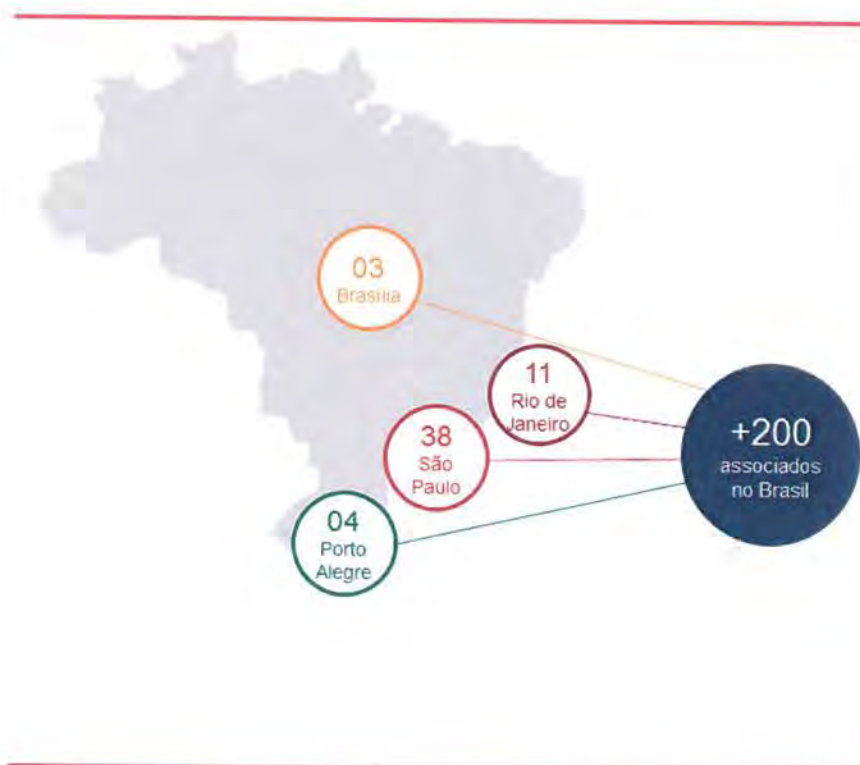 03
Brasília
11
Rio de
Janeiro
38
São
Paulo
+200
associados
no Brasil
04
Porto
Alegre